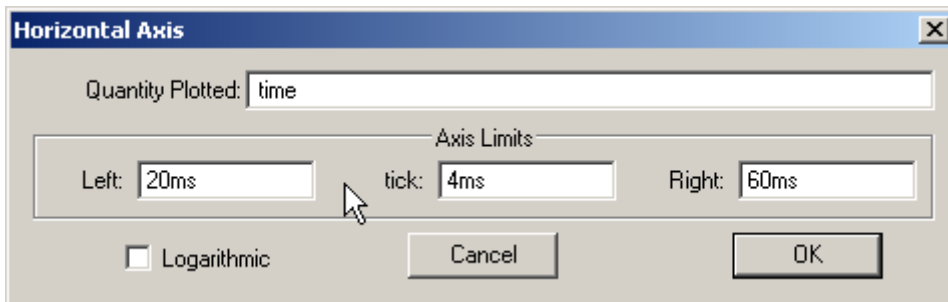 Horizontal Axis
Quantity Plotted: time
Axis Limits
Left: 20ms tick: 4ms Right: 60ms
Logarithmic Cancel OK